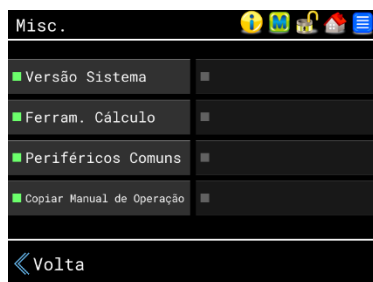 Misc.
i M
Versão Sistema
Ferram. Cálculo
Periféricos Comuns
Copiar Manual de Operação
Volta